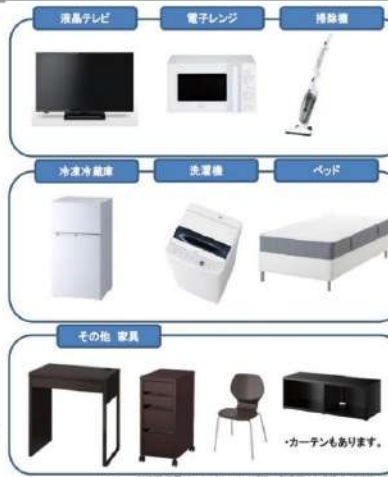 液晶テレビ
電子レンジ
掃除機
冷凍冷蔵庫
洗濯機
ベッド
その他 家具
・カーテンもあります。